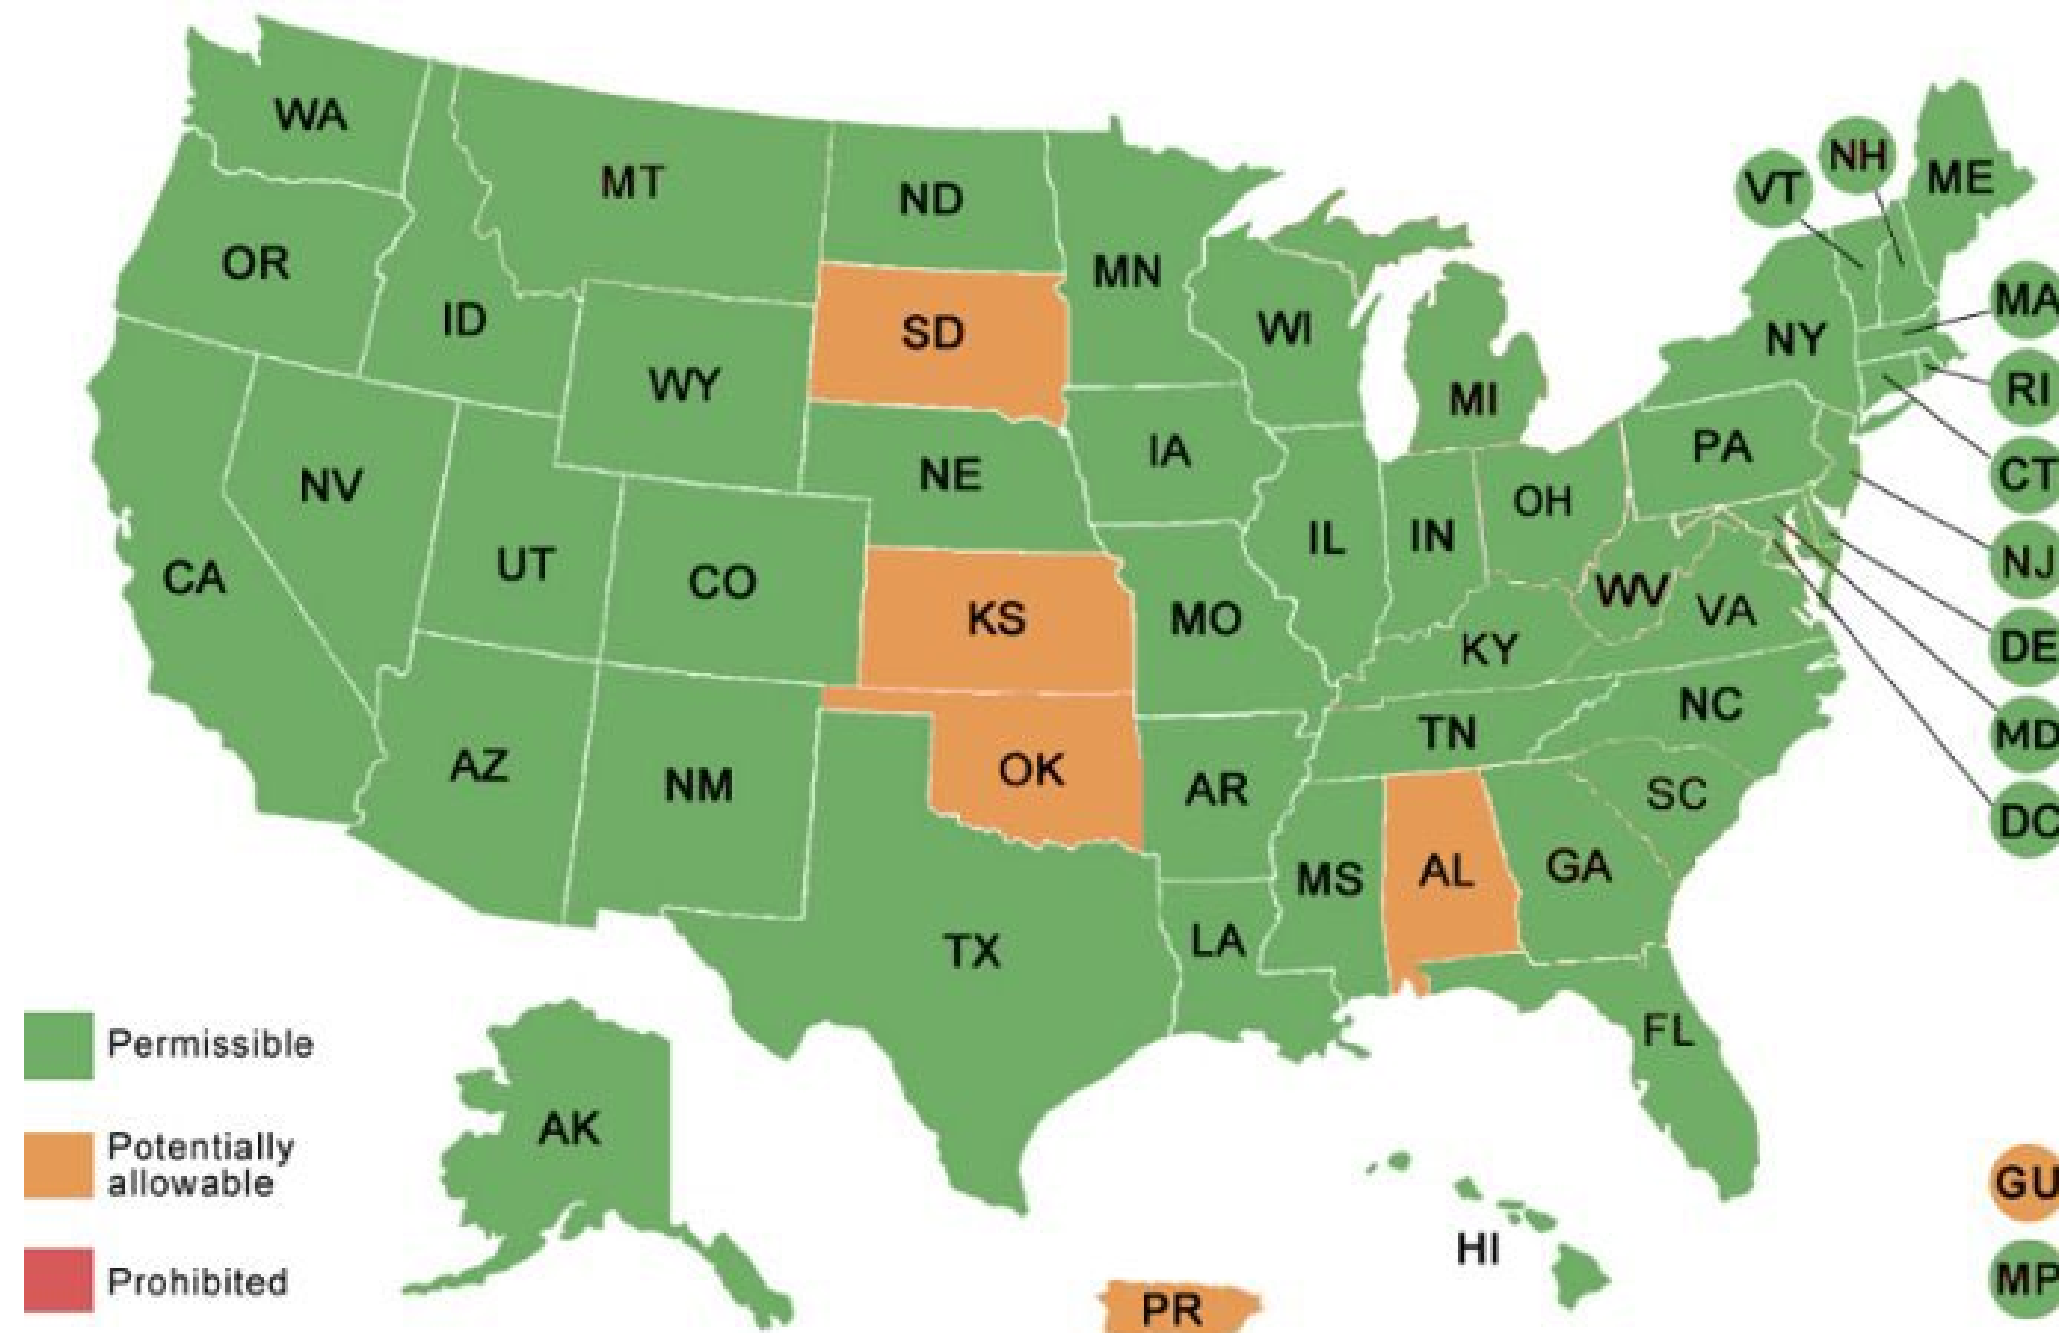 WA
MT
ND
MN
VT
NH
ME
OR
ID
SD
WI
MI
NY
MA
RI
WY
NE
IA
PA
CT
NV
UT
CO
IL
IN
OH
NJ
CA
KS
MO
KY
WV
VA
DE
AZ
NM
OK
AR
TN
NC
SC
MD
DC
TX
LA
MS
AL
GA
FL
Permissible
Potentially
allowable
Prohibited
AK
HI
PR
GU
MP